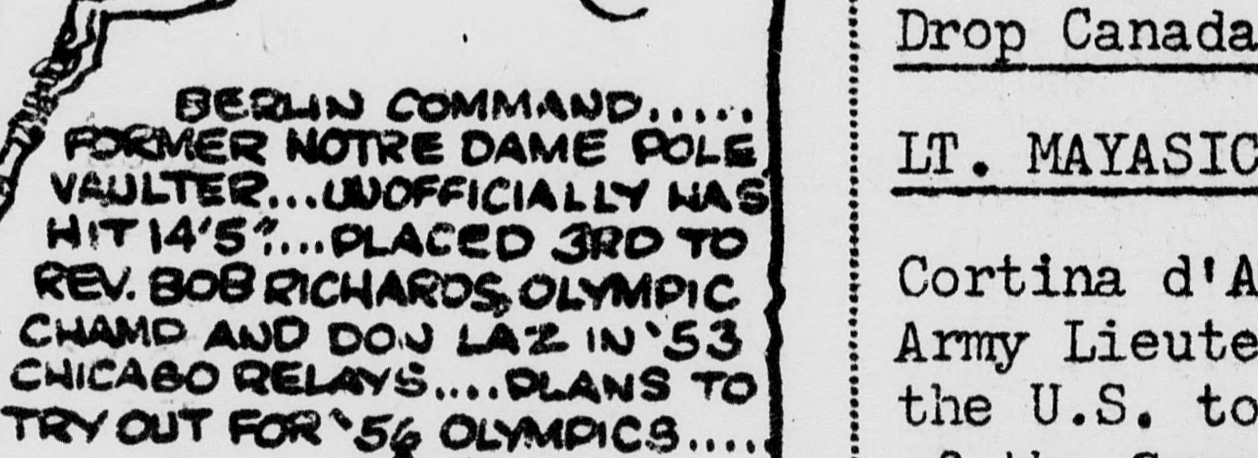 BERLIN COMMAND.....
FORMER NOTRE DAME POLE
VAULTER...UNOFFICIALLY HAS
HIT 14'5"....PLACED 3RD TO
REV. BOB RICHARDS, OLYMPIC
CHAMP AND DON LAZ IN '53
CHICAGO RELAYS....PLANS TO
TRY OUT FOR '56 OLYMPICS.....
Drop Canada
LT. MAYASIC
Cortina d'A
Army Lieute
the U.S. to